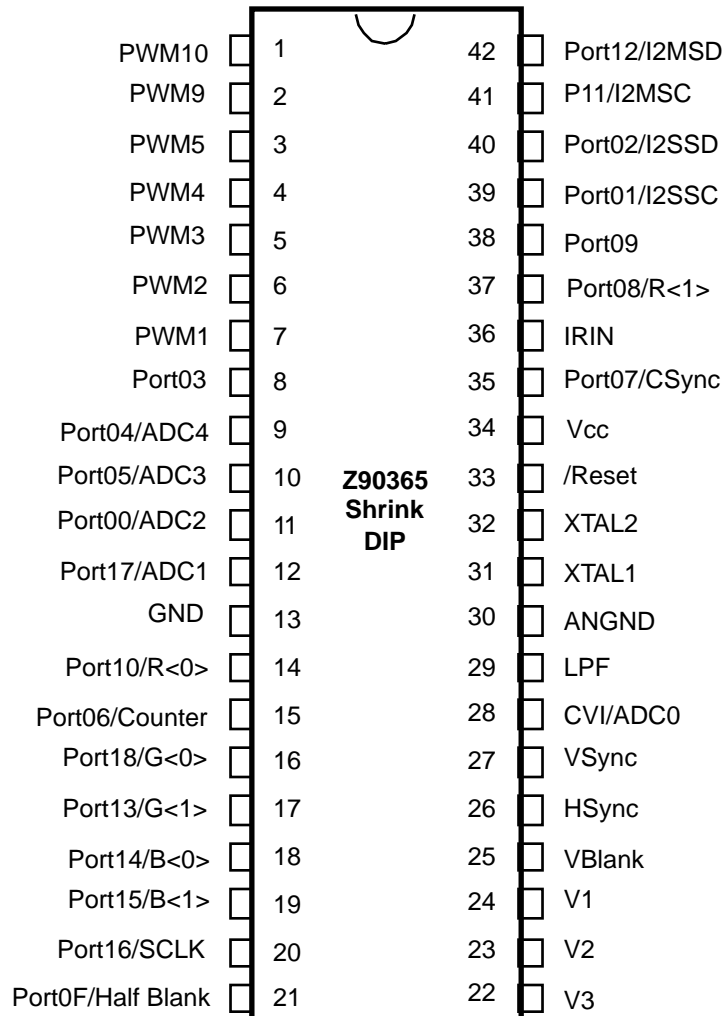 PWM10 1 42 Port12/I2MSD
PWM9 2 41 P11/I2MSC
PWM5 3 40 Port02/I2SSD
PWM4 4 39 Port01/I2SSC
PWM3 5 38 Port09
PWM2 6 37 Port08/R<1>
PWM1 7 36 IRIN
Port03 8 35 Port07/CSync
Port04/ADC4 9 34 Vcc
Port05/ADC3 10 Z90365 33 /Reset
Port00/ADC2 11 Shrink 32 XTAL2
DIP
Port17/ADC1 12 31 XTAL1
GND 13 30 ANGND
Port10/R<0> 14 29 LPF
Port06/Counter 15 28 CVI/ADC0
Port18/G<0> 16 27 VSync
Port13/G<1> 17 26 HSync
Port14/B<0> 18 25 VBlank
Port15/B<1> 19 24 V1
Port16/SCLK 20 23 V2
Port0F/Half Blank 21 22 V3